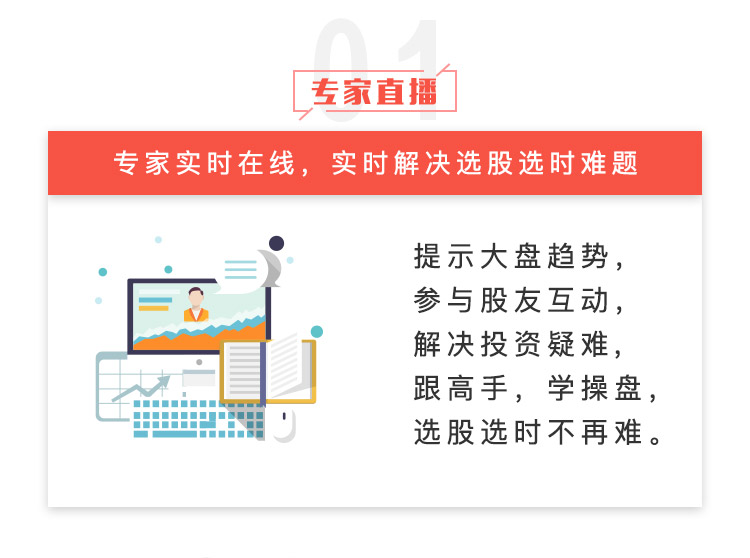 01
专家直播
专家实时在线，实时解决选股选时难题
提示大盘趋势，
参与股友互动，
解决投资疑难，
跟高手，学操盘，
选股选时不再难。